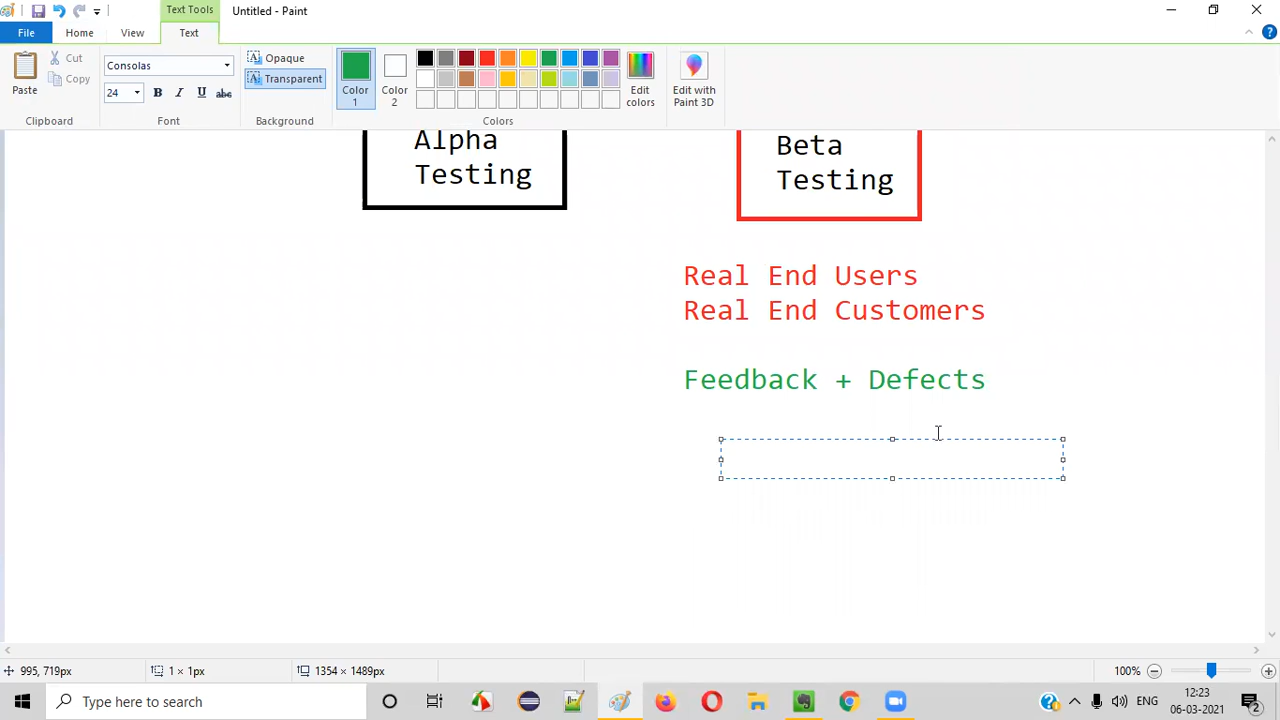 Text Tools
Untitled - Paint
File
Home
View
Text
Paste
Cut
Copy
Clipboard
Consolas
24
B I U abc
Font
Opaque
Transparent
Background
Color 1
Color 2
Edit colors
Colors
Edit with Paint 3D
Alpha Testing
Beta Testing
Real End Users
Real End Customers
Feedback + Defects
995, 719px
1 × 1px
1354 × 1489px
100%
Type here to search
ENG
12:23
06-03-2021
2